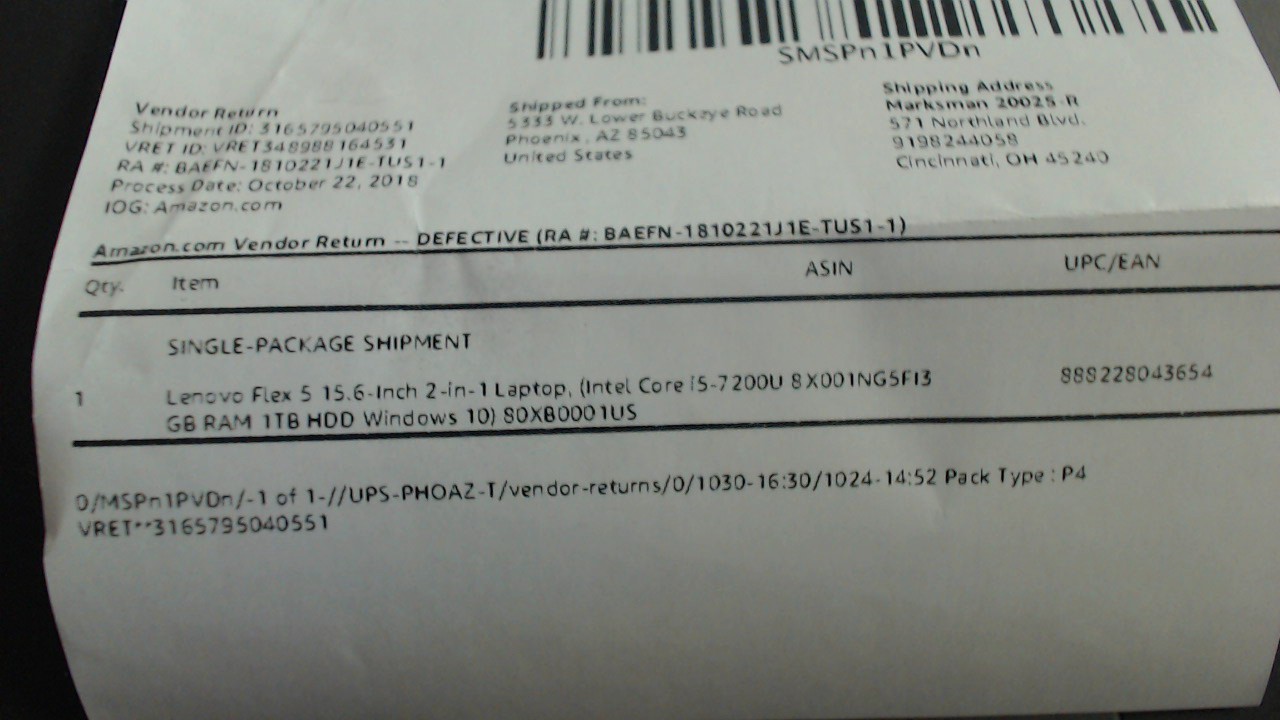 SMSPn1PVDn
Vendor Return
Shipment ID: 3165795040551
VRET ID: VRET348988164531
RA #: BAEFN-1810221J1E-TUS1-1
Process Date: October 22, 2018
IOG: Amazon.com
Shipped From:
5333 W. Lower Buckeye Road
Phoenix, AZ 85043
United States
Shipping Address
Marksman 20025-R
571 Northland Blvd.
9198244058
Cincinnati, OH 45240
Amazon.com Vendor Return -- DEFECTIVE (RA #: BAEFN-1810221J1E-TUS1-1)
Qty. Item ASIN UPC/EAN
SINGLE-PACKAGE SHIPMENT
1 Lenovo Flex 5 15.6-Inch 2-in-1 Laptop, (Intel Core i5-7200U 8X001NG5FI3 888228043654
GB RAM 1TB HDD Windows 10) 80XB0001US
0/MSPn1PVDn/-1 of 1-//UPS-PHOAZ-T/vendor-returns/0/1030-16:30/1024-14:52 Pack Type : P4
VRET**3165795040551